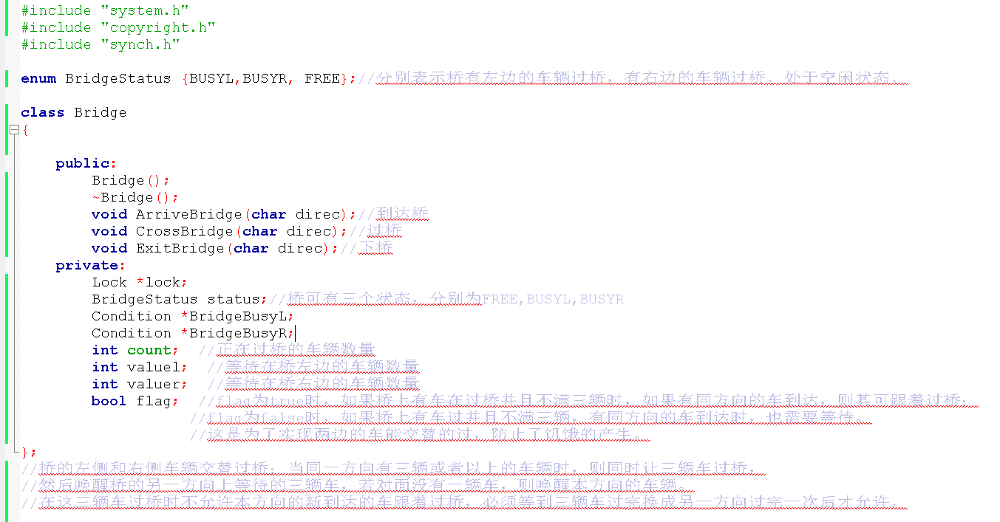 #include "system.h"
#include "copyright.h"
#include "synch.h"
enum BridgeStatus {BUSYL,BUSYR, FREE};//分别表示桥有左边的车辆过桥，有右边的车辆过桥、处于空闲状态、
class Bridge
{
public:
Bridge();
~Bridge();
void ArriveBridge(char direc);//到达桥
void CrossBridge(char direc);//过桥
void ExitBridge(char direc);//下桥
private:
Lock *lock;
BridgeStatus status;//桥可有三个状态，分别为FREE,BUSYL,BUSYR
Condition *BridgeBusyL;
Condition *BridgeBusyR;
int count;  //正在过桥的车辆数量
int valuel;  //等待在桥左边的车辆数量
int valuer;  //等待在桥右边的车辆数量
bool flag;  //flag为true时，如果桥上有车在过桥并且不满三辆时，如果有同方向的车到达，则其可跟着过桥；
//flag为false时，如果桥上有车过并且不满三辆，有同方向的车到达时，也需要等待。
//这是为了实现两边的车能交替的过，防止了饥饿的产生。
};
//桥的左侧和右侧车辆交替过桥；当同一方向有三辆或者以上的车辆时，则同时让三辆车过桥，
//然后唤醒桥的另一方向上等待的三辆车，若对面没有一辆车，则唤醒本方向的车辆。
//在这三辆车过桥时不允许本方向的新到达的车跟着过桥，必须等到三辆车过完换成另一方向过完一次后才允许。